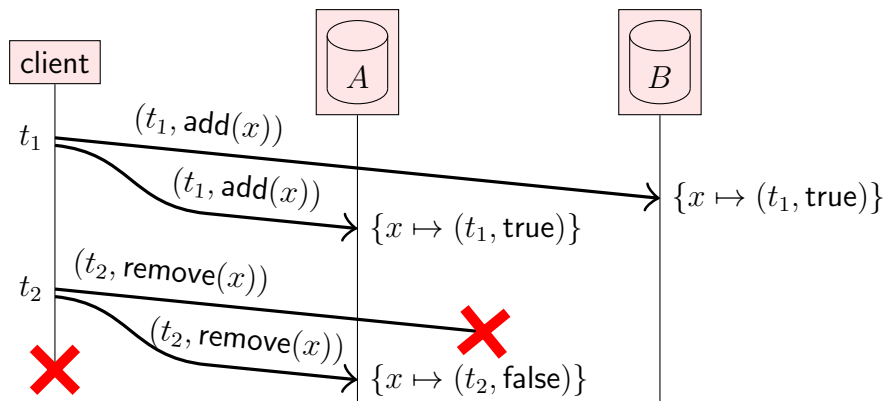 client
A
B
t₁
(t₁, add(x))
(t₁, add(x))
{x ↦ (t₁, true)}
{x ↦ (t₁, true)}
t₂
(t₂, remove(x))
(t₂, remove(x))
{x ↦ (t₂, false)}